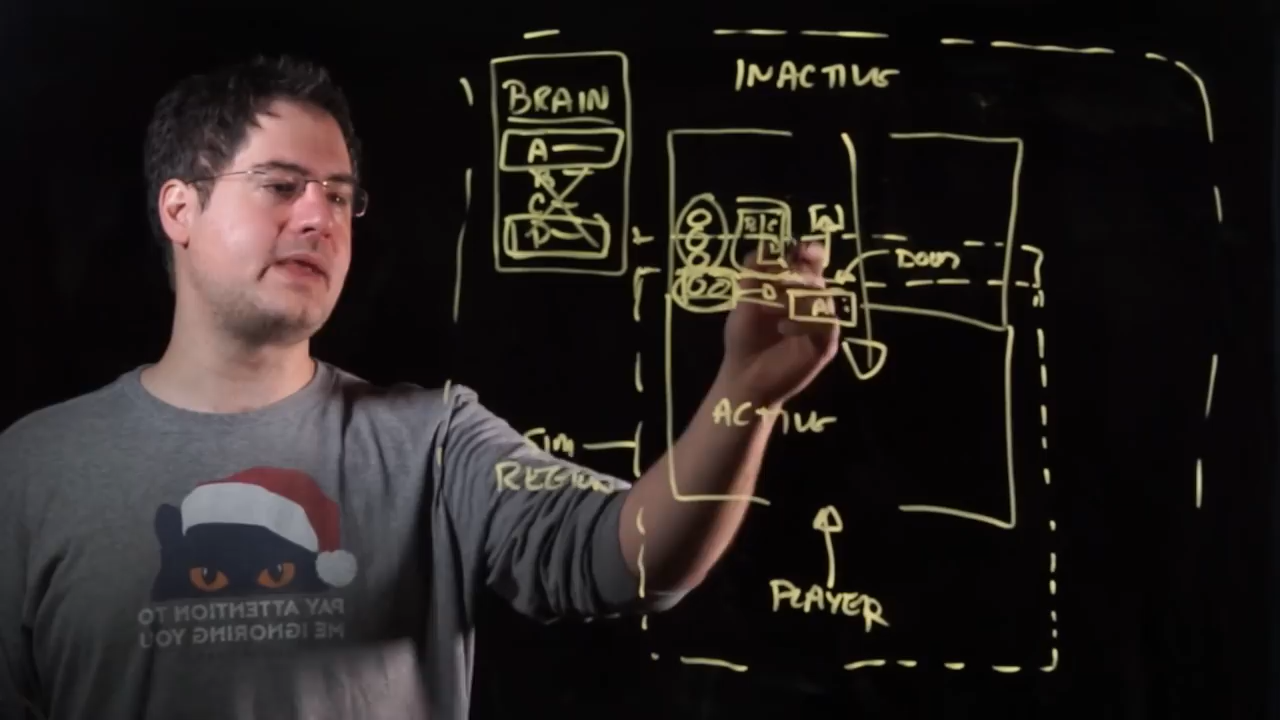 INACTIVE
BRAIN
A
B
C
D
B/C
D
DOOR
D
ACTIVE
SIM
REGION
PLAYER
PAY ATTENTION TO
ME IGNORING YOU